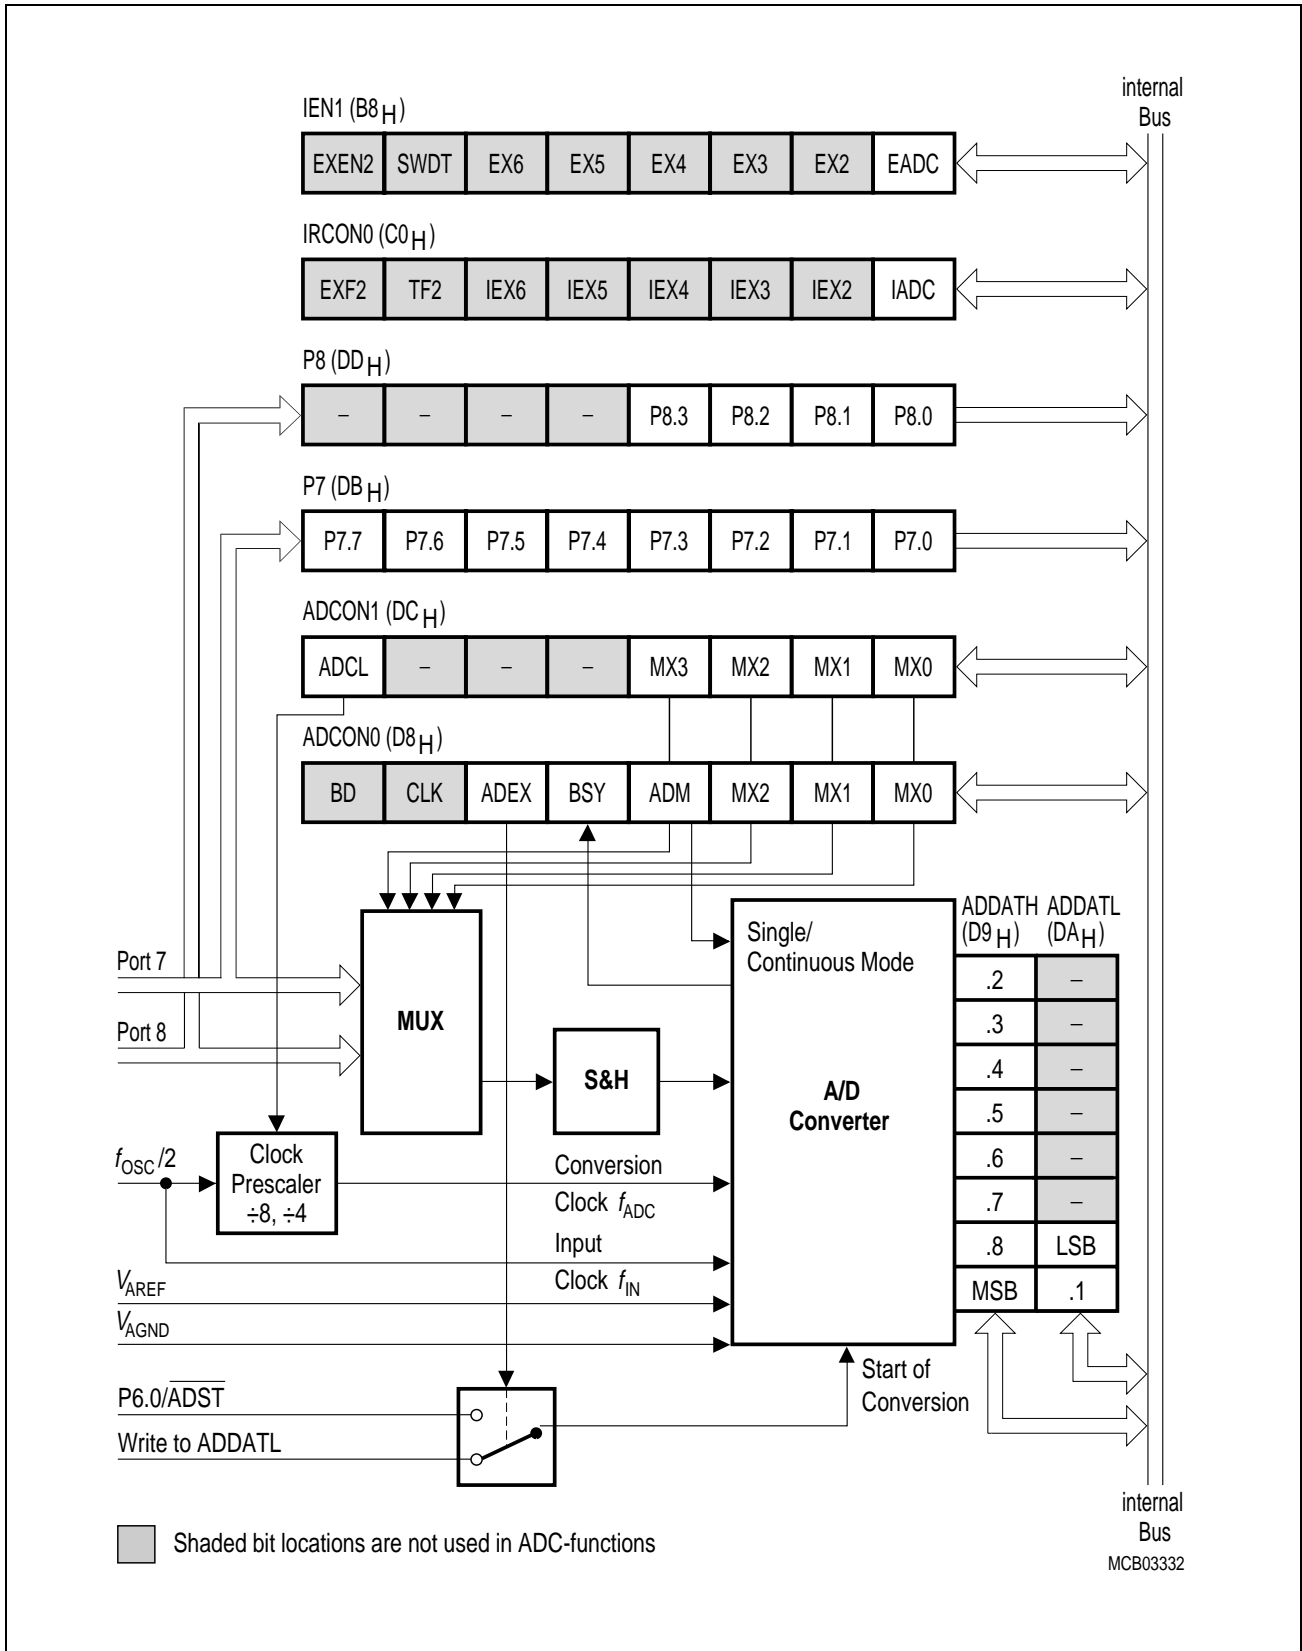 internal
Bus
IEN1 (B8H)
EXEN2 SWDT EX6 EX5 EX4 EX3 EX2 EADC
IRCON0 (C0H)
EXF2 TF2 IEX6 IEX5 IEX4 IEX3 IEX2 IADC
P8 (DDH)
– – – – P8.3 P8.2 P8.1 P8.0
P7 (DBH)
P7.7 P7.6 P7.5 P7.4 P7.3 P7.2 P7.1 P7.0
ADCON1 (DCH)
ADCL – – – MX3 MX2 MX1 MX0
ADCON0 (D8H)
BD CLK ADEX BSY ADM MX2 MX1 MX0
Port 7
Port 8
MUX
S&H
Single/
Continuous Mode
A/D
Converter
ADDATH ADDATL
(D9H) (DAH)
.2 –
.3 –
.4 –
.5 –
.6 –
.7 –
.8 LSB
MSB .1
fOSC/2
Clock
Prescaler
÷8, ÷4
Conversion
Clock fADC
Input
Clock fIN
VAREF
VAGND
P6.0/A̅D̅S̅T̅
Write to ADDATL
Start of
Conversion
internal
Bus
Shaded bit locations are not used in ADC-functions
MCB03332